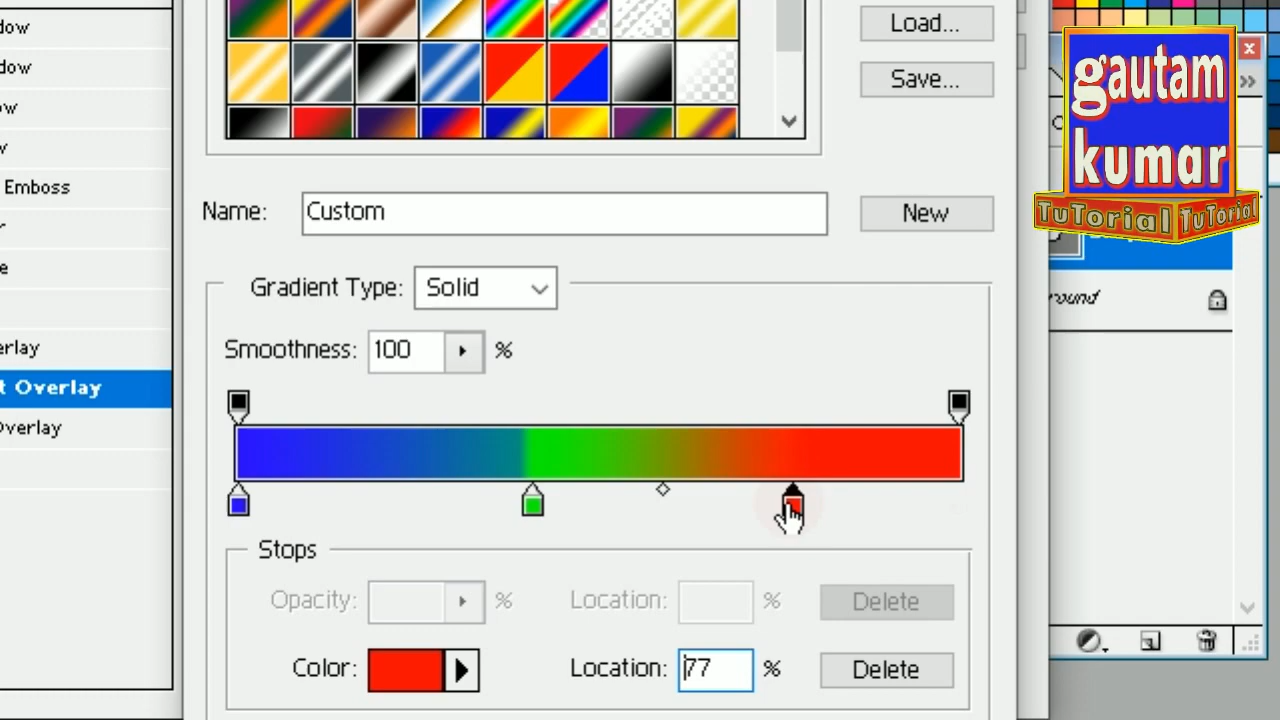 dow
dow
w
Emboss
r
e
erlay
t Overlay
Overlay
Load...
Save...
Name:
Custom
New
Gradient Type:
Solid
Smoothness:
100
%
Stops
Opacity:
%
Location:
%
Delete
Color:
Location:
77
%
Delete
gautam
kumar
TuTorial TuTorial
round